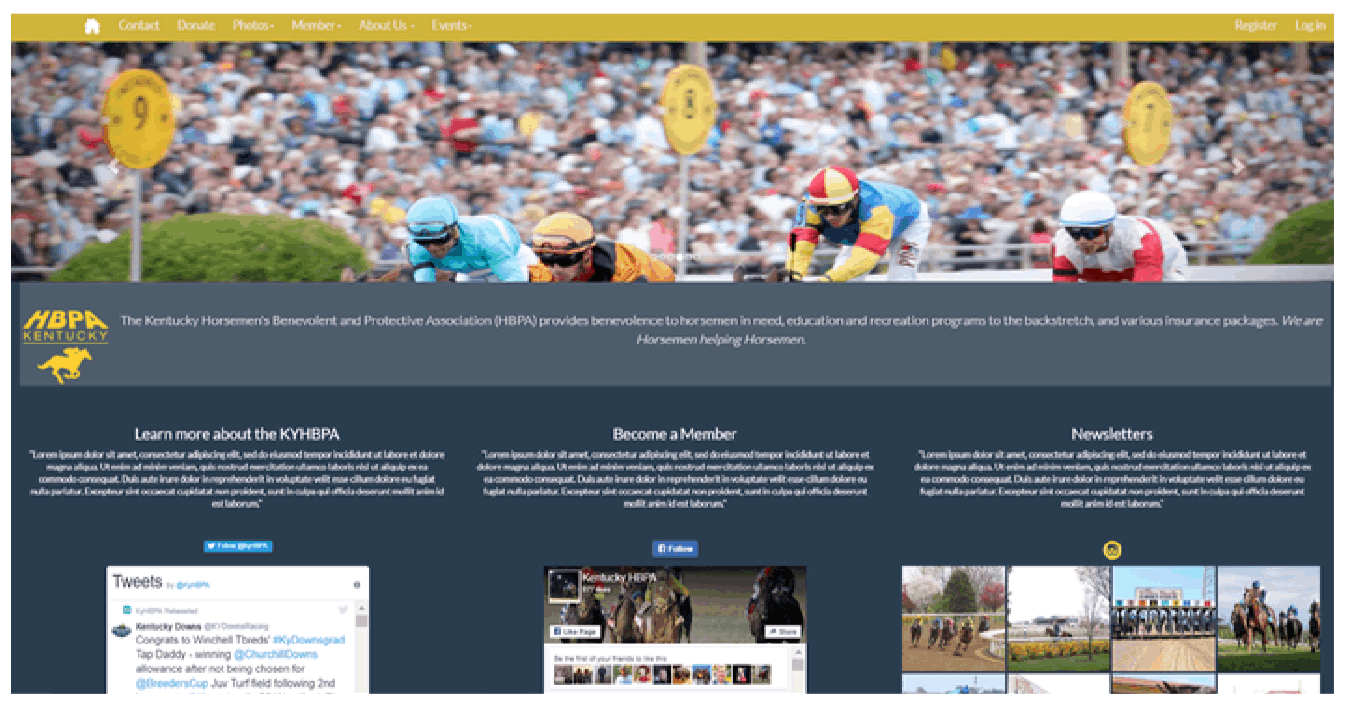 Contact Donate Photos Member About Us Events Register Log in
9 8 7
HBPA
KENTUCKY
The Kentucky Horsemen's Benevolent and Protective Association (HBPA) provides benevolence to horsemen in need, education and recreation programs to the backstretch, and various insurance packages. We are
Horsemen helping Horsemen.
Learn more about the KYHBPA
"Lorem ipsum dolor sit amet, consectetur adipiscing elit, sed do eiusmod tempor incididunt ut labore et dolore
magna aliqua. Ut enim ad minim veniam, quis nostrud exercitation ullamco laboris nisi ut aliquip ex ea
commodo consequat. Duis aute irure dolor in reprehenderit in voluptate velit esse cillum dolore eu fugiat
nulla pariatur. Excepteur sint occaecat cupidatat non proident, sunt in culpa qui officia deserunt mollit anim id
est laborum."
Follow @KyHBPA
Tweets by @KyHBPA
KyHBPA Retweeted
Kentucky Downs @KYDownsRacing
Congrats to Winchell Tbreds' #KyDownsgrad
Tap Daddy - winning @ChurchillDowns
allowance after not being chosen for
@BreedersCup Juv Turf field following 2nd
Become a Member
"Lorem ipsum dolor sit amet, consectetur adipiscing elit, sed do eiusmod tempor incididunt ut labore et
dolore magna aliqua. Ut enim ad minim veniam, quis nostrud exercitation ullamco laboris nisi ut aliquip ex
ea commodo consequat. Duis aute irure dolor in reprehenderit in voluptate velit esse cillum dolore eu
fugiat nulla pariatur. Excepteur sint occaecat cupidatat non proident, sunt in culpa qui officia deserunt
mollit anim id est laborum."
Follow
Kentucky HBPA
Like Page Share
Be the first of your friends to like this
Newsletters
"Lorem ipsum dolor sit amet, consectetur adipiscing elit, sed do eiusmod tempor incididunt ut labore et
dolore magna aliqua. Ut enim ad minim veniam, quis nostrud exercitation ullamco laboris nisi ut aliquip ex
ea commodo consequat. Duis aute irure dolor in reprehenderit in voluptate velit esse cillum dolore eu
fugiat nulla pariatur. Excepteur sint occaecat cupidatat non proident, sunt in culpa qui officia deserunt
mollit anim id est laborum."